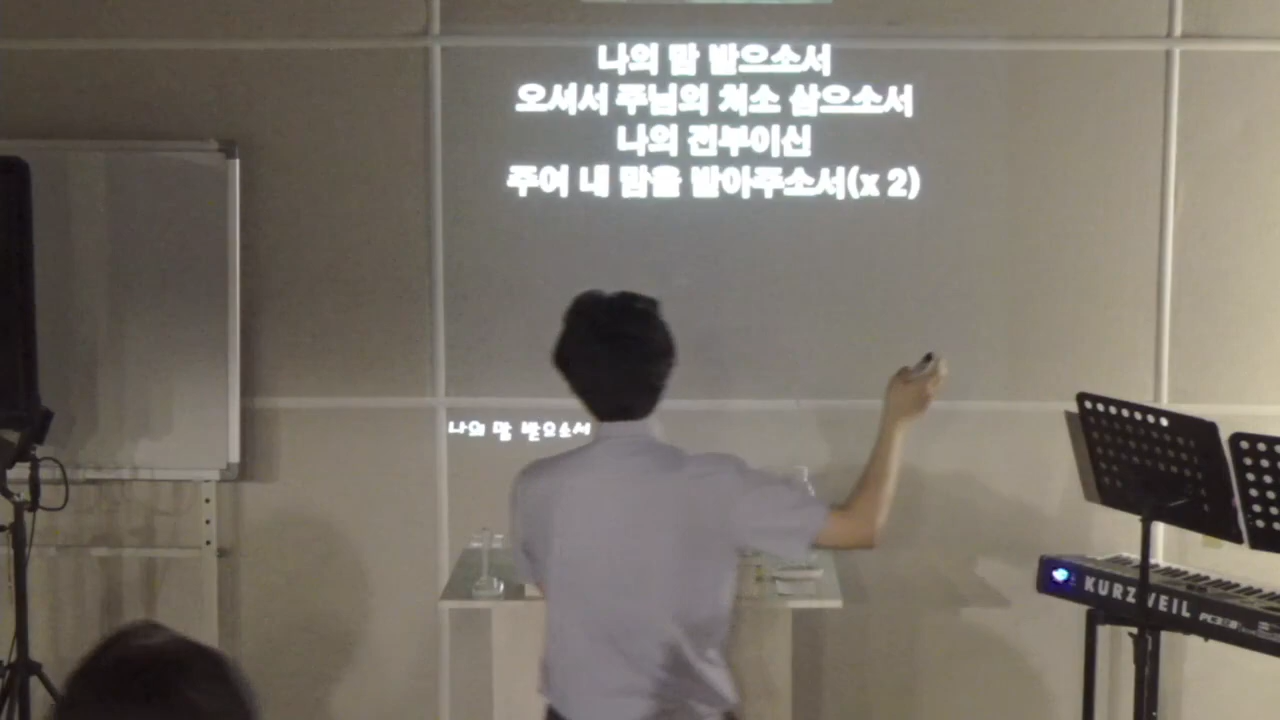 나의 맘 받으소서
오셔서 주님의 처소 삼으소서
나의 전부이신
주여 내 맘을 받아주소서(x 2)
나의 맘 받으소서
KURZWEIL PC3